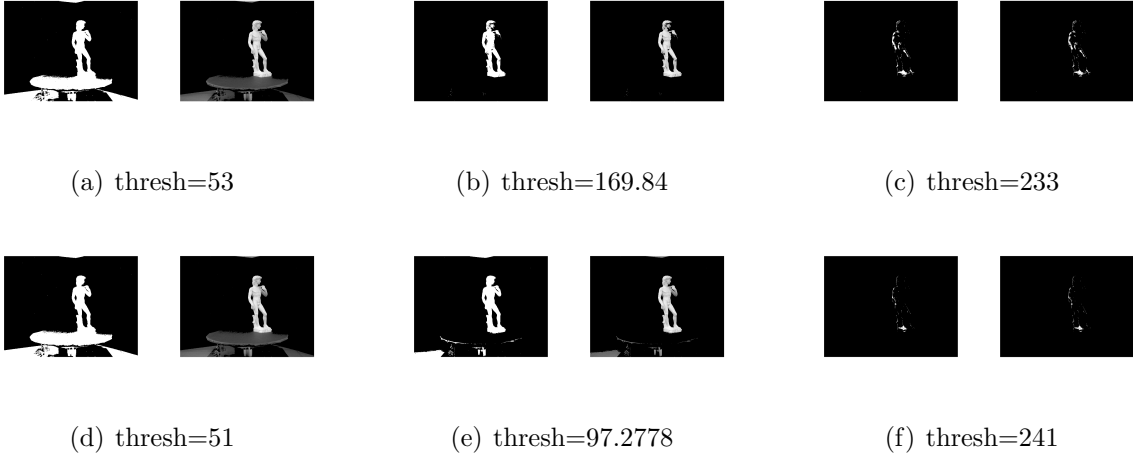 (a) thresh=53
(b) thresh=169.84
(c) thresh=233
(d) thresh=51
(e) thresh=97.2778
(f) thresh=241